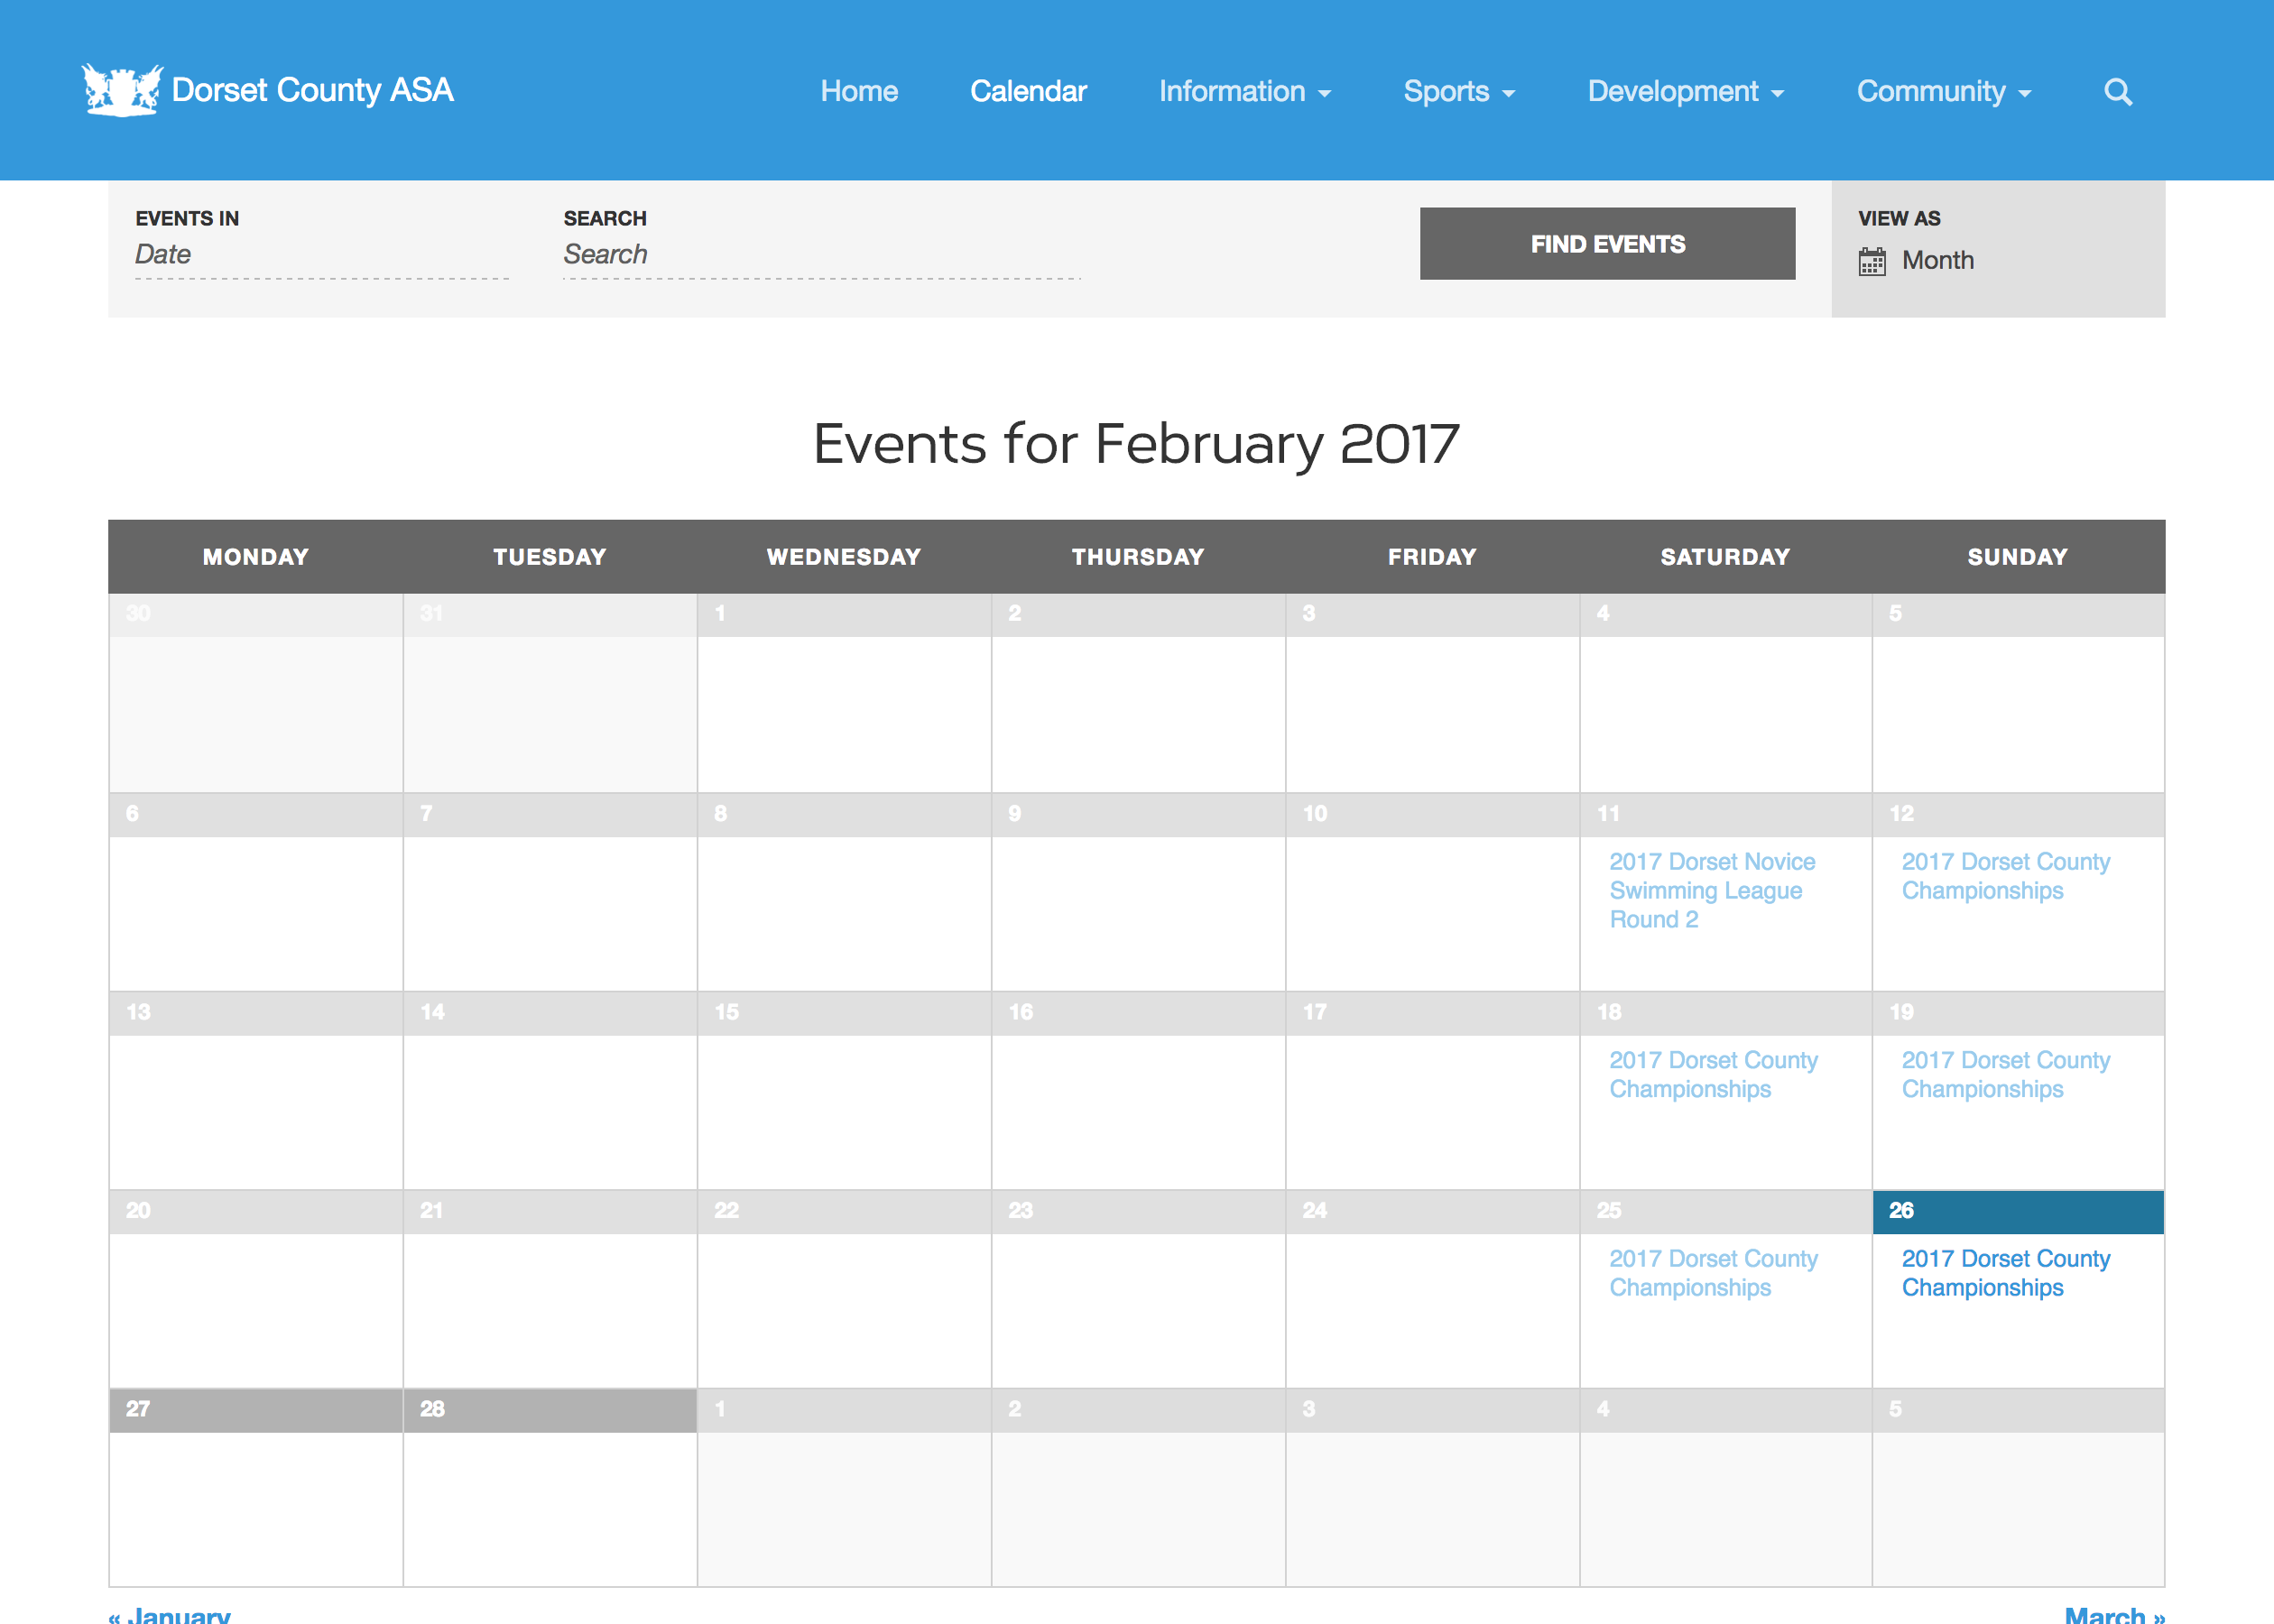 Dorset County ASA
Home Calendar Information Sports Development Community
EVENTS IN SEARCH VIEW AS
Date Search FIND EVENTS Month
Events for February 2017
MONDAY TUESDAY WEDNESDAY THURSDAY FRIDAY SATURDAY SUNDAY
30 31 1 2 3 4 5
6 7 8 9 10 11 12
2017 Dorset Novice
Swimming League
Round 2
2017 Dorset County
Championships
13 14 15 16 17 18 19
2017 Dorset County
Championships
2017 Dorset County
Championships
20 21 22 23 24 25 26
2017 Dorset County
Championships
2017 Dorset County
Championships
27 28 1 2 3 4 5
« January March »